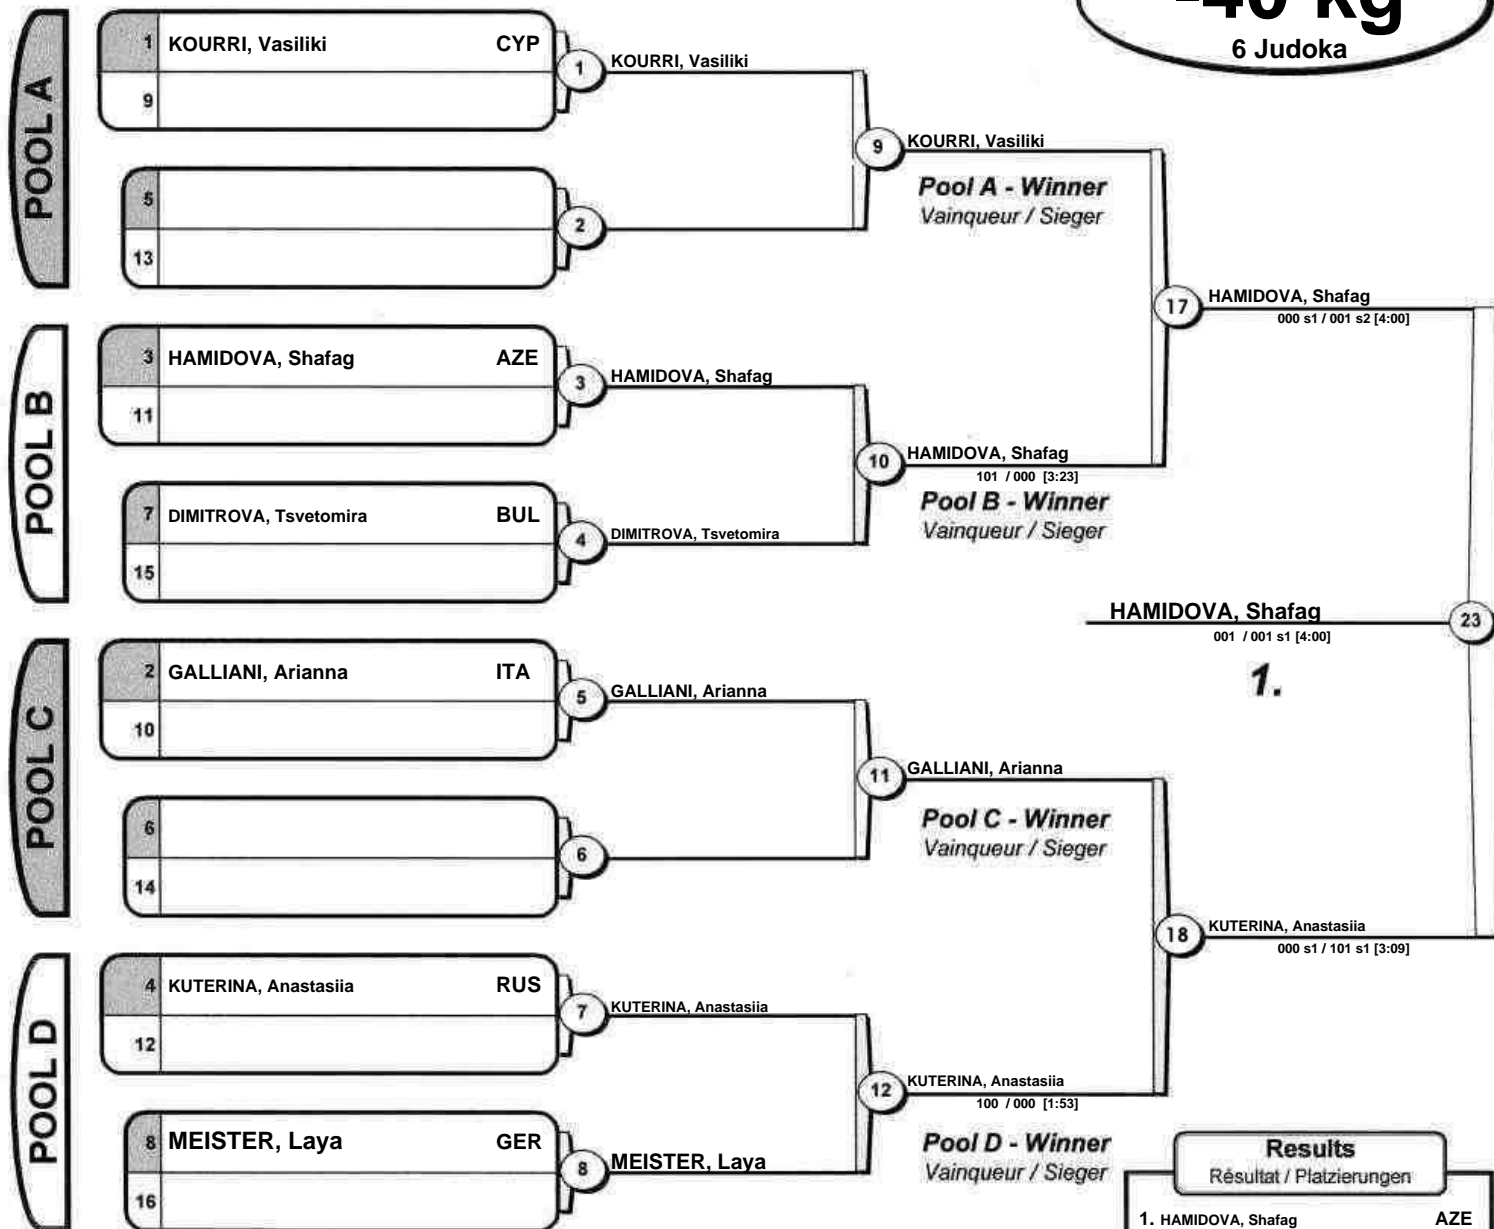 -40 kg
6 Judoka
POOL A
1 KOURRI, Vasiliki CYP
9
5
13
1 KOURRI, Vasiliki
2
9 KOURRI, Vasiliki
Pool A - Winner
Vainqueur / Sieger
POOL B
3 HAMIDOVA, Shafag AZE
11
7 DIMITROVA, Tsvetomira BUL
15
3 HAMIDOVA, Shafag
4 DIMITROVA, Tsvetomira
10 HAMIDOVA, Shafag
101 / 000 [3:23]
Pool B - Winner
Vainqueur / Sieger
17 HAMIDOVA, Shafag
000 s1 / 001 s2 [4:00]
HAMIDOVA, Shafag 23
001 / 001 s1 [4:00]
1.
POOL C
2 GALLIANI, Arianna ITA
10
6
14
5 GALLIANI, Arianna
6
11 GALLIANI, Arianna
Pool C - Winner
Vainqueur / Sieger
POOL D
4 KUTERINA, Anastasiia RUS
12
8 MEISTER, Laya GER
16
7 KUTERINA, Anastasiia
8 MEISTER, Laya
12 KUTERINA, Anastasiia
100 / 000 [1:53]
Pool D - Winner
Vainqueur / Sieger
18 KUTERINA, Anastasiia
000 s1 / 101 s1 [3:09]
Results
Résultat / Platzierungen
1. HAMIDOVA, Shafag AZE